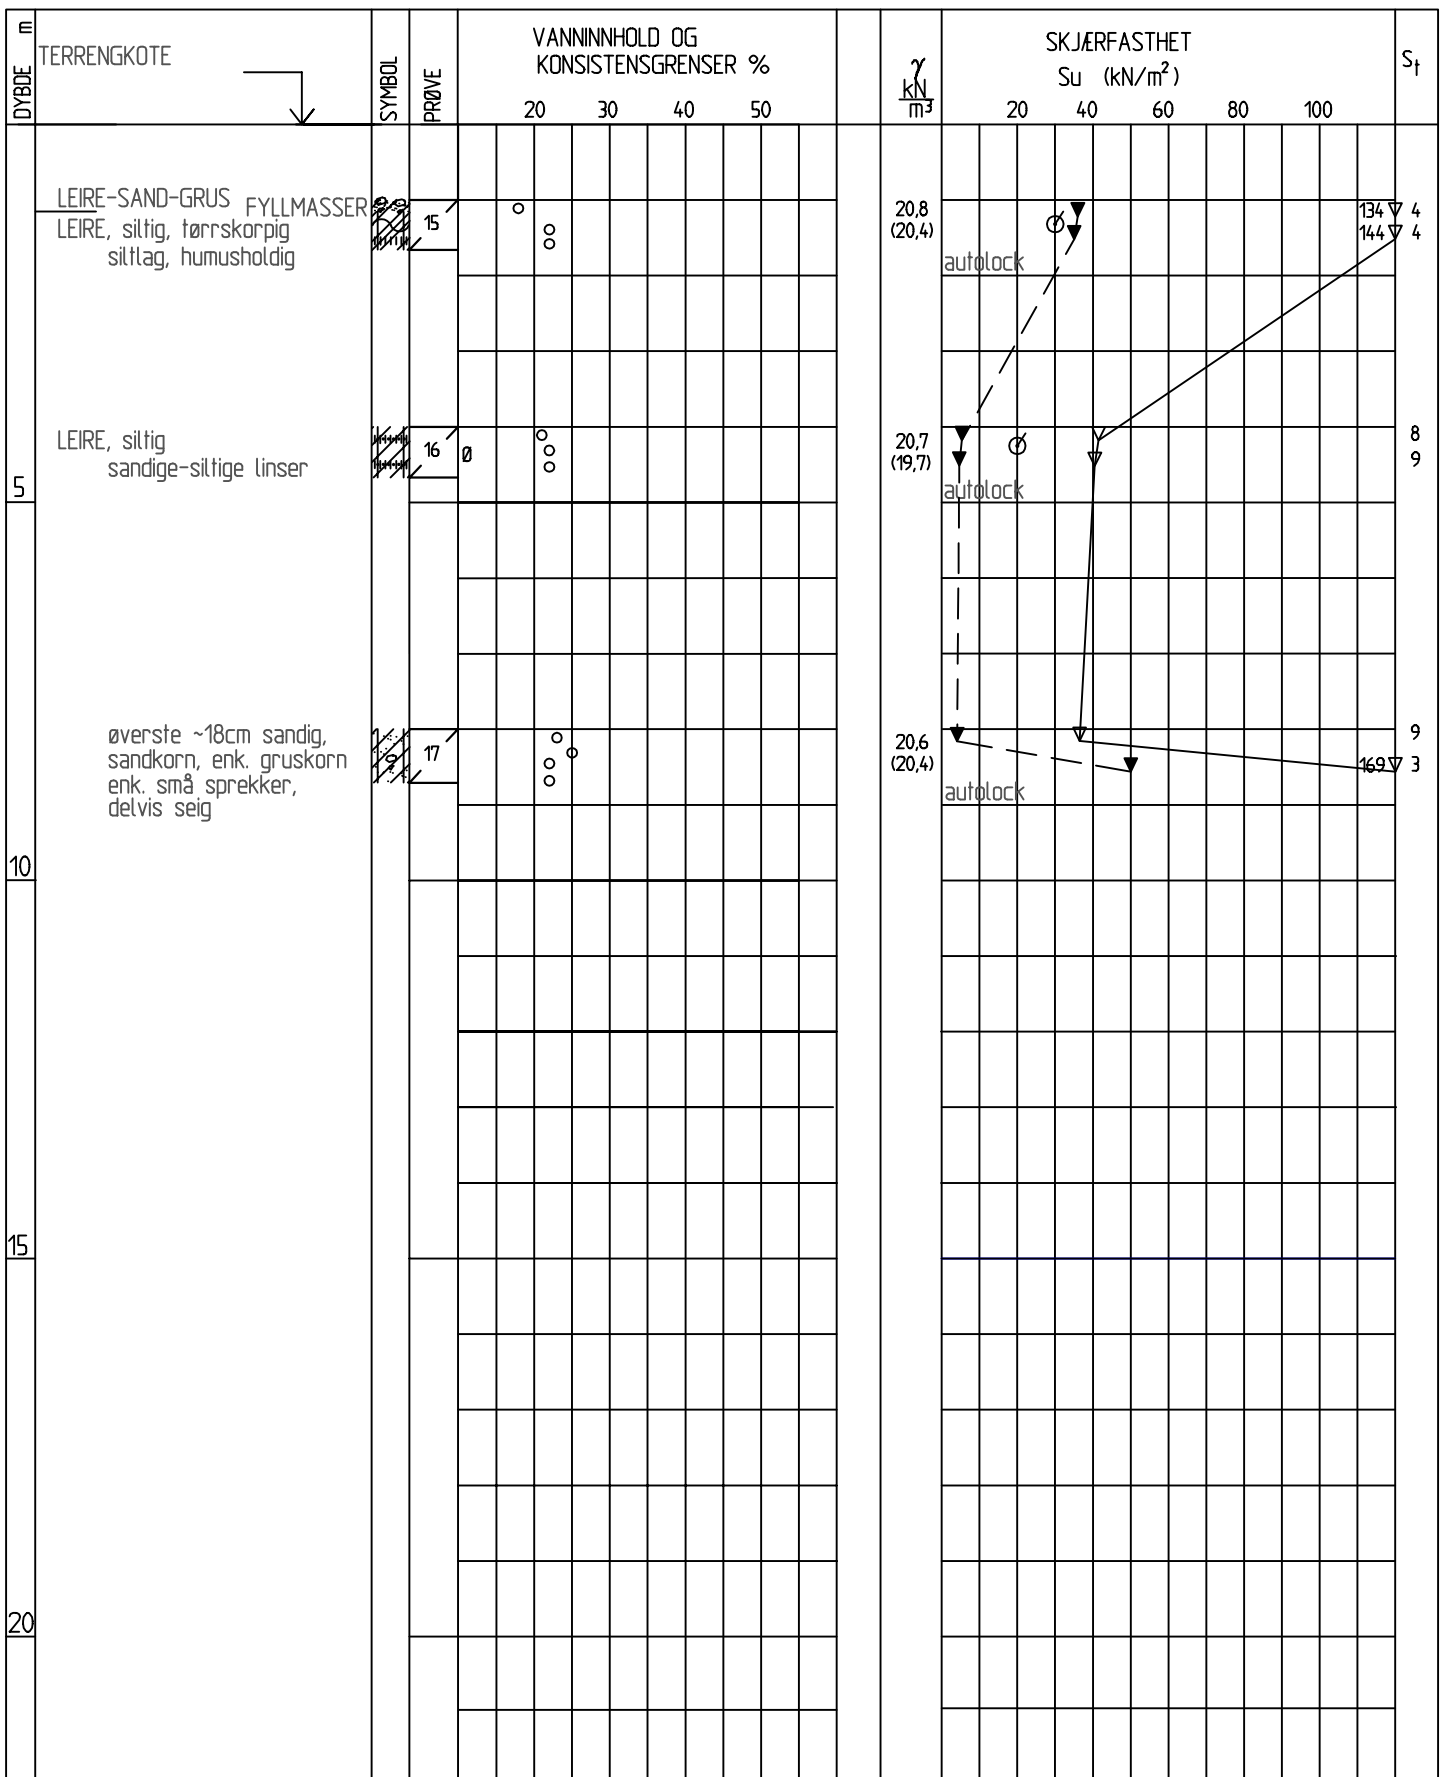 m
DYBDE
TERRENGKOTE
SYMBOL
PRØVE
VANNINNHOLD OG
KONSISTENSGRENSER %
20 30 40 50
γ
kN
m³
SKJÆRFASTHET
Su (kN/m²)
20 40 60 80 100
St
LEIRE-SAND-GRUS FYLLMASSER
LEIRE, siltig, tørrskorpig
siltlag, humusholdig
15
20,8
(20,4)
autolock
134 4
144 4
LEIRE, siltig
sandige-siltige linser
16
Ø
20,7
(19,7)
autolock
8
9
5
øverste ~18cm sandig,
sandkorn, enk. gruskorn
enk. små sprekker,
delvis seig
17
20,6
(20,4)
autolock
9
169 3
10
15
20